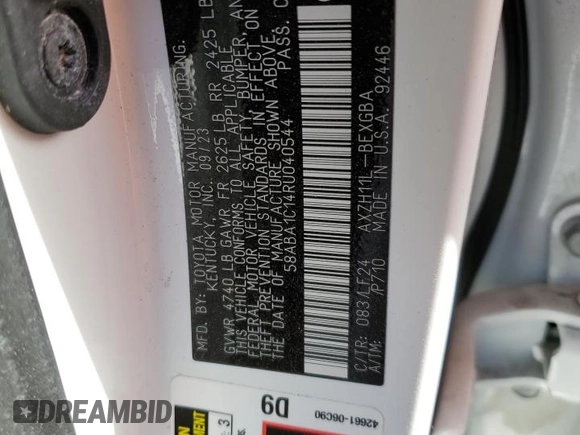 MFD. BY: TOYOTA MOTOR MANUFACTURING.
KENTUCKY, INC. 09/23
GVWR 4740 LB GAWR FR 2625 LB RR 2425 LB
THIS VEHICLE CONFORMS TO ALL APPLICABLE
FEDERAL MOTOR VEHICLE SAFETY, BUMPER, AND
THEFT PREVENTION STANDARDS IN EFFECT ON
THE DATE OF MANUFACTURE SHOWN ABOVE.
58ABA1C14RU040544 PASS. C
C/TR: 083/LF24 AXZH11L-BEXGBA
A/TM: /P710 MADE IN U.S.A. 92446
D9
42661-06C90
3
DREAMBID